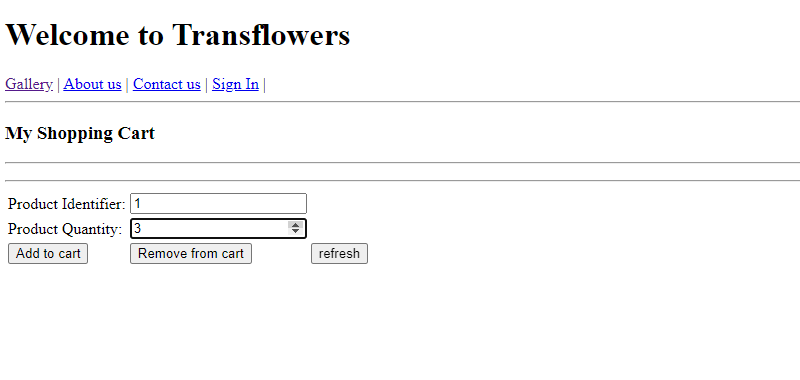 Welcome to Transflowers
Gallery | About us | Contact us | Sign In |
My Shopping Cart
Product Identifier: 1
Product Quantity: 3
Add to cart Remove from cart refresh